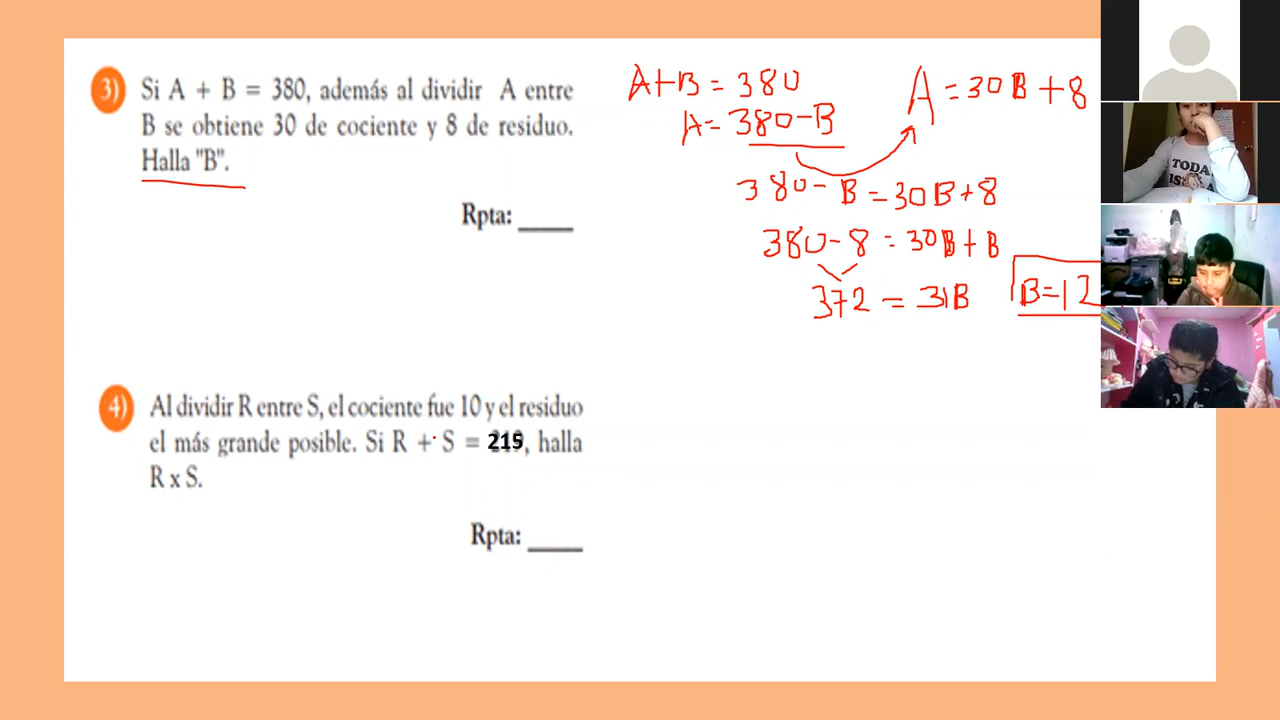 3) Si A + B = 380, además al dividir A entre
B se obtiene 30 de cociente y 8 de residuo.
Halla "B".
Rpta: ____
A+B = 380
A = 380-B
A = 30B+8
380- B = 30B+8
380-8 = 30B+B
372 = 31B
B=12
4) Al dividir R entre S, el cociente fue 10 y el residuo
el más grande posible. Si R + S = 215, halla
R x S.
Rpta: ____
TODA